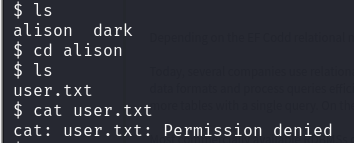 $ ls
alison  dark
$ cd alison
$ ls
user.txt
$ cat user.txt
cat: user.txt: Permission denied